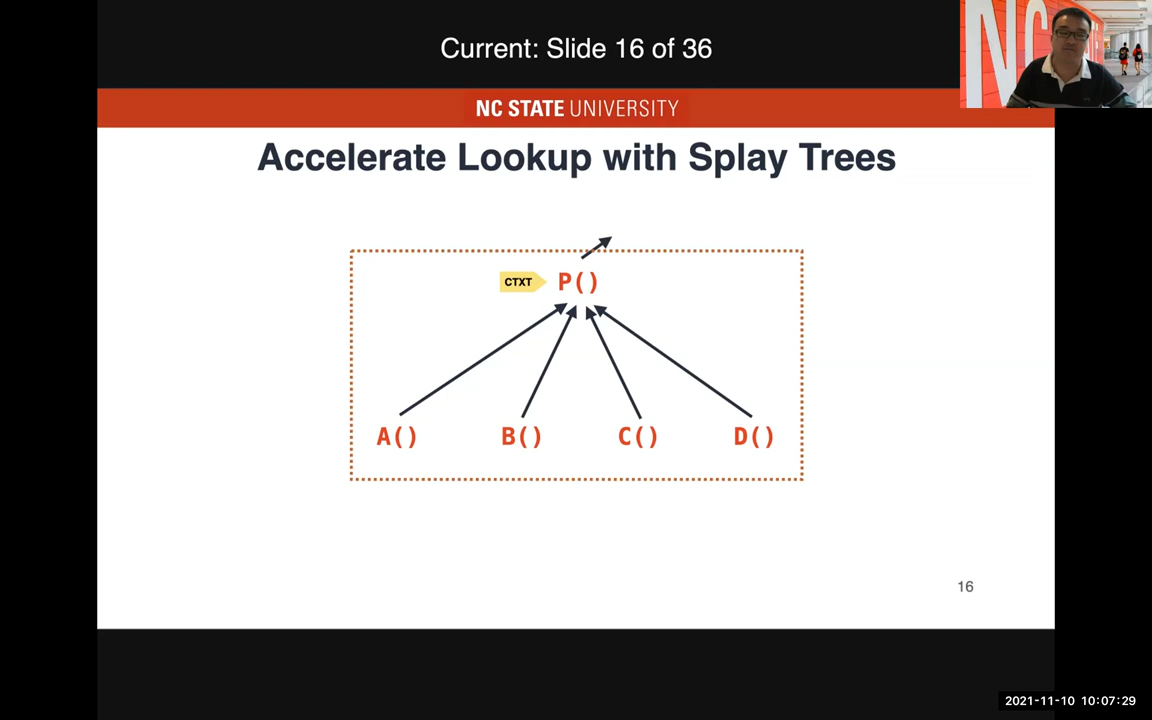 Current: Slide 16 of 36
NC STATE UNIVERSITY
Accelerate Lookup with Splay Trees
CTXT P()
A() B() C() D()
16
NC
2021-11-10 10:07:29